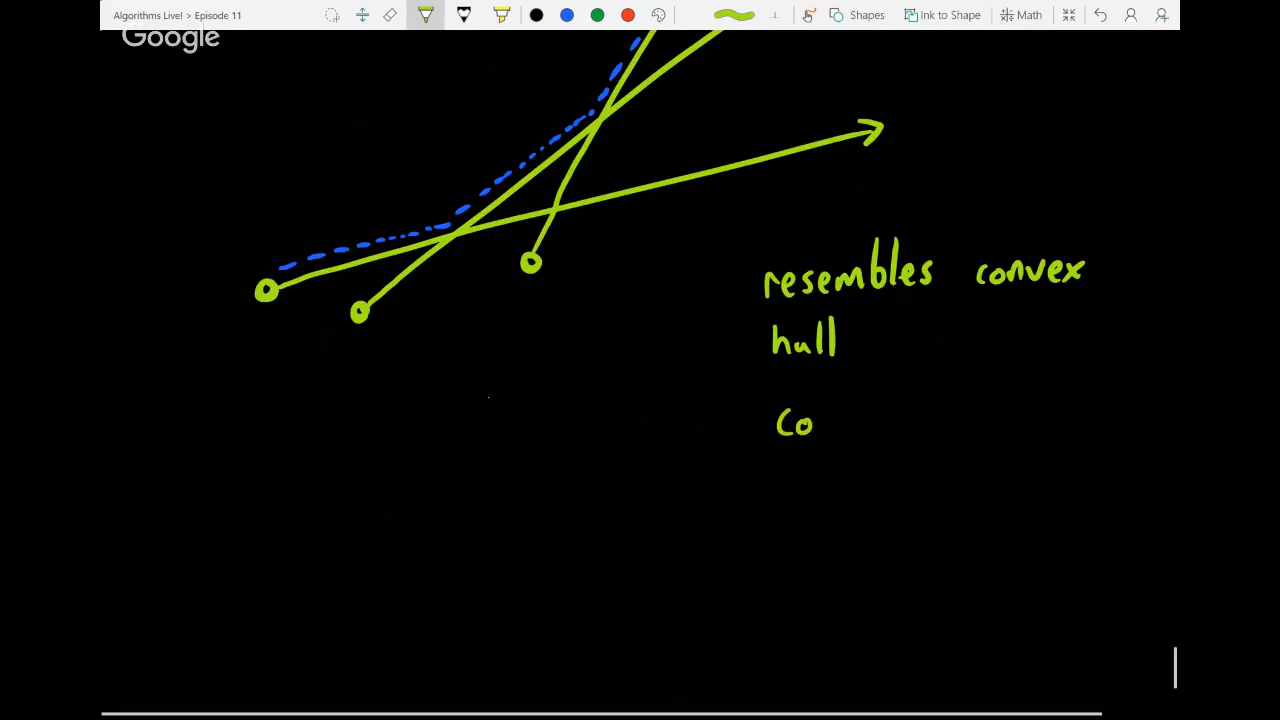 Algorithms Live! > Episode 11
Shapes
Ink to Shape
Math
Google
resembles convex
hull
Co